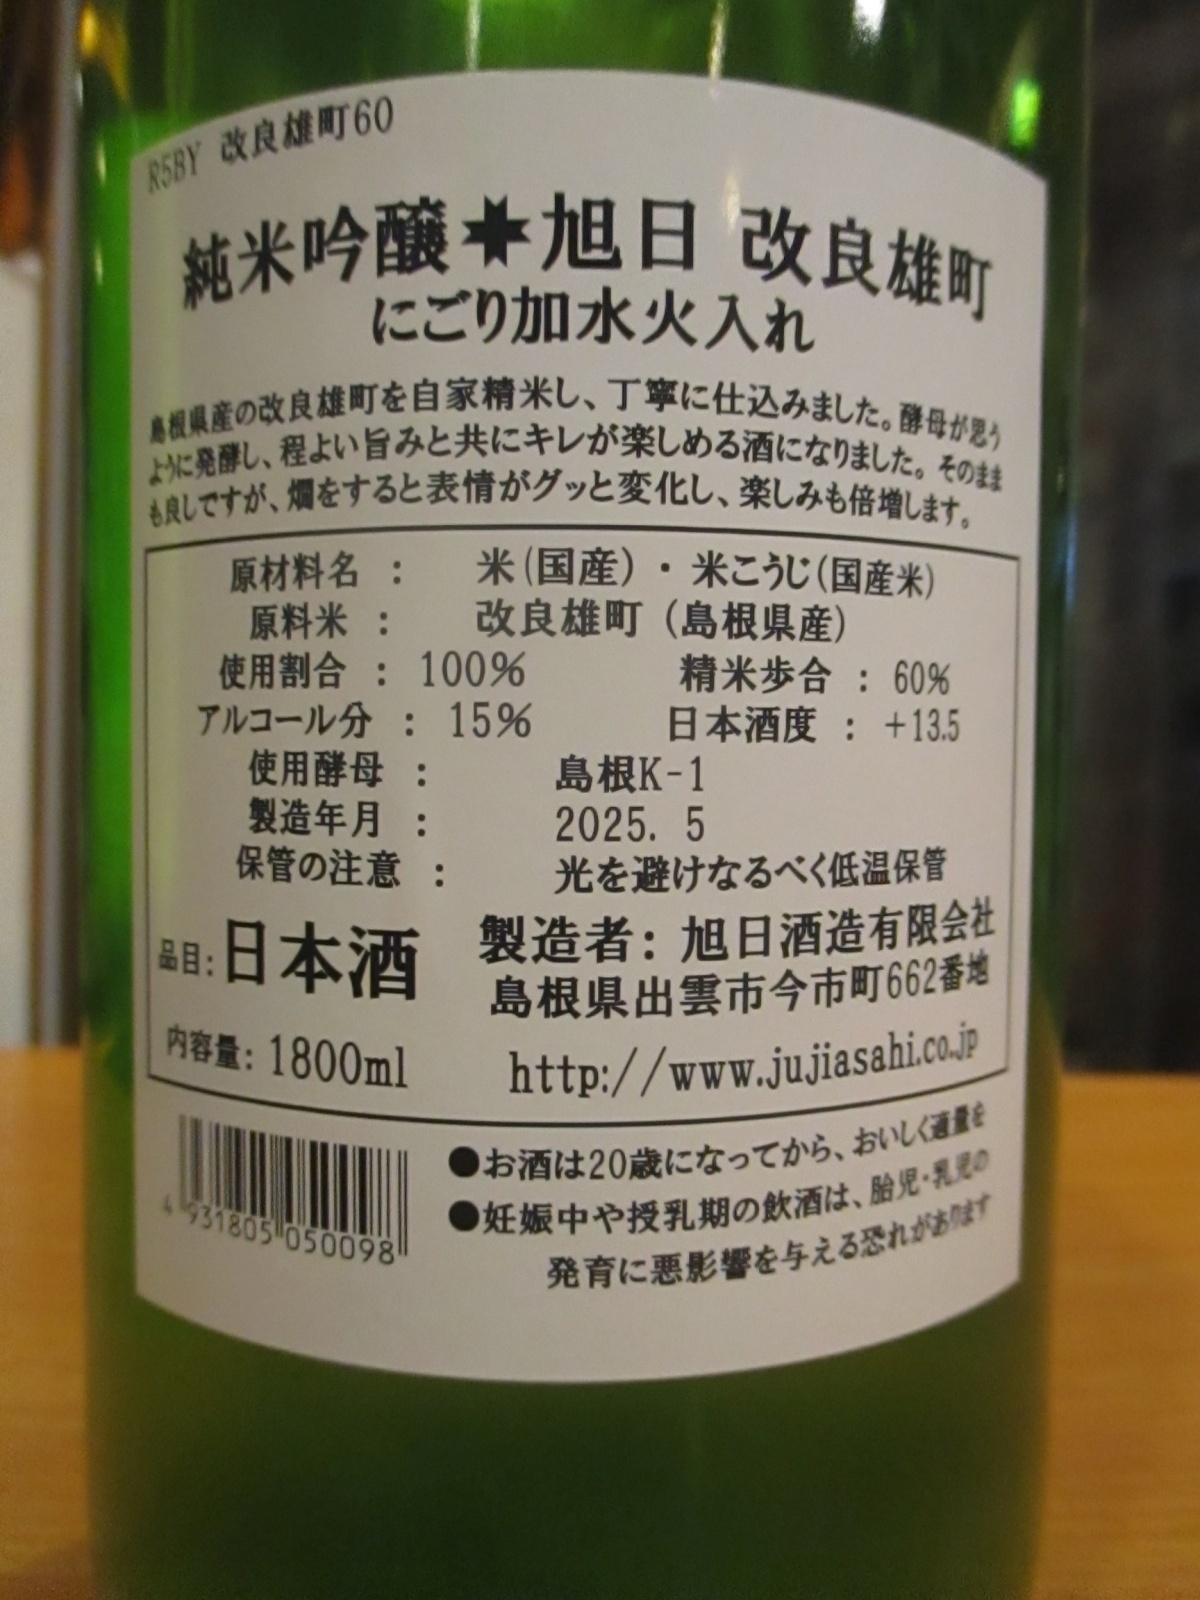 R5BY 改良雄町60
純米吟醸 旭日 改良雄町
にごり加水火入れ
島根県産の改良雄町を自家精米し、丁寧に仕込みました。酵母が思う
ように発酵し、程よい旨みと共にキレが楽しめる酒になりました。そのまま
も良しですが、燗をすると表情がグッと変化し、楽しみも倍増します。
原材料名 : 米(国産)・米こうじ(国産米)
原料米 : 改良雄町(島根県産)
使用割合 : 100% 精米歩合 : 60%
アルコール分 : 15% 日本酒度 : +13.5
使用酵母 : 島根K-1
製造年月 : 2025. 5
保管の注意 : 光を避けなるべく低温保管
品目:日本酒 製造者: 旭日酒造有限会社
島根県出雲市今市町662番地
内容量: 1800ml http://www.jujiasahi.co.jp
4 931805 050098
●お酒は20歳になってから、おいしく適量を
●妊娠中や授乳期の飲酒は、胎児・乳児の
発育に悪影響を与える恐れがあります